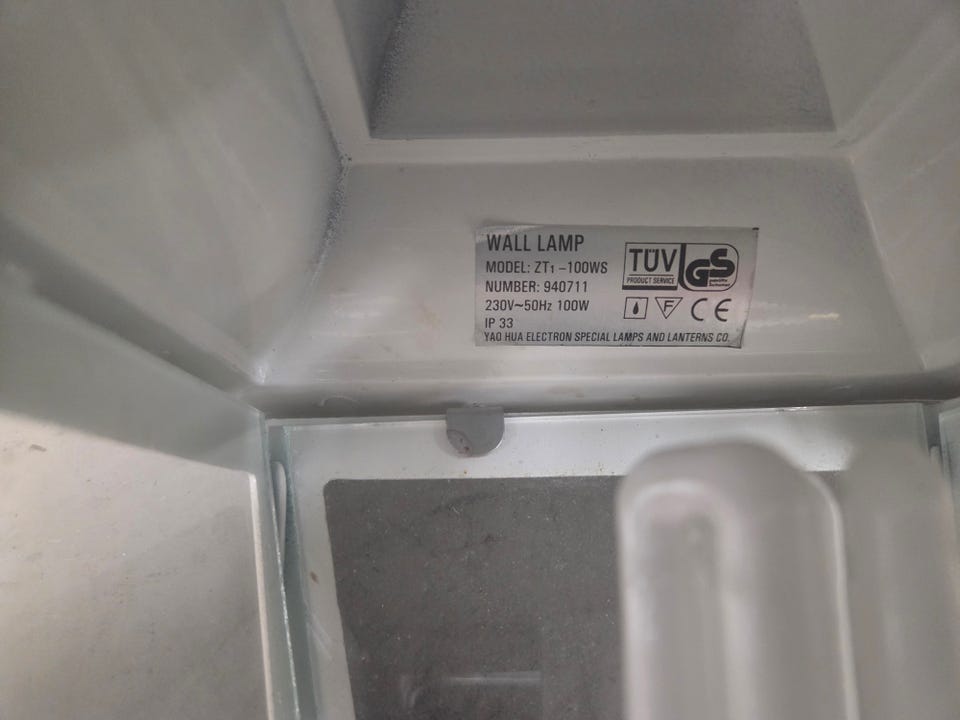 WALL LAMP
MODEL: ZT1-100WS
NUMBER: 940711
230V~50Hz 100W
IP 33
YAO HUA ELECTRON SPECIAL LAMPS AND LANTERNS CO.
TÜV
PRODUCT SERVICE
GS
F
CE